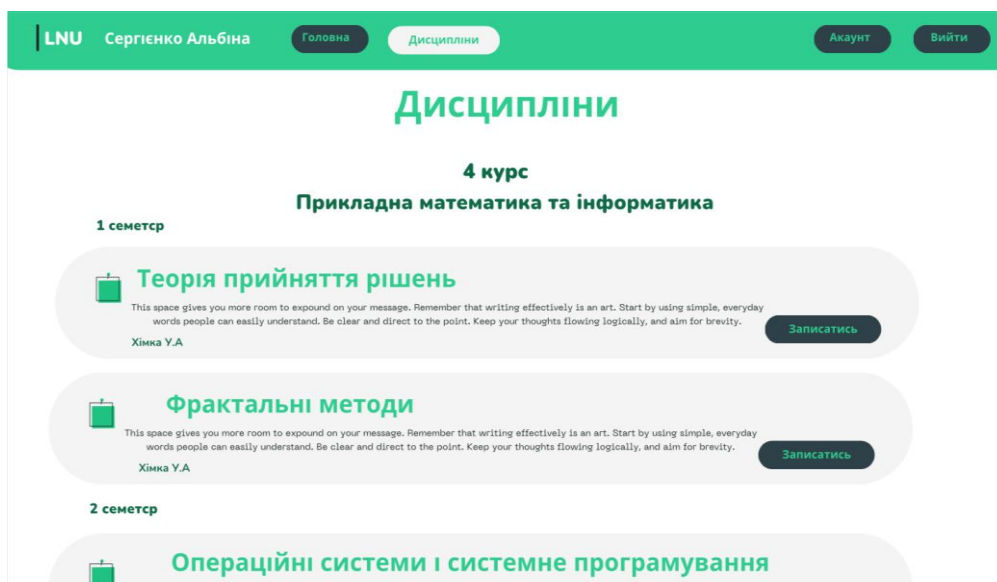 LNU Сергієнко Альбіна Головна Дисципліни Акаунт Вийти
Дисципліни
4 курс
Прикладна математика та інформатика
1 семетср
Теорія прийняття рішень
This space gives you more room to expound on your message. Remember that writing effectively is an art. Start by using simple, everyday
words people can easily understand. Be clear and direct to the point. Keep your thoughts flowing logically, and aim for brevity.
Записатись
Хімка У.А
Фрактальні методи
This space gives you more room to expound on your message. Remember that writing effectively is an art. Start by using simple, everyday
words people can easily understand. Be clear and direct to the point. Keep your thoughts flowing logically, and aim for brevity.
Записатись
Хімка У.А
2 семетср
Операційні системи і системне програмування